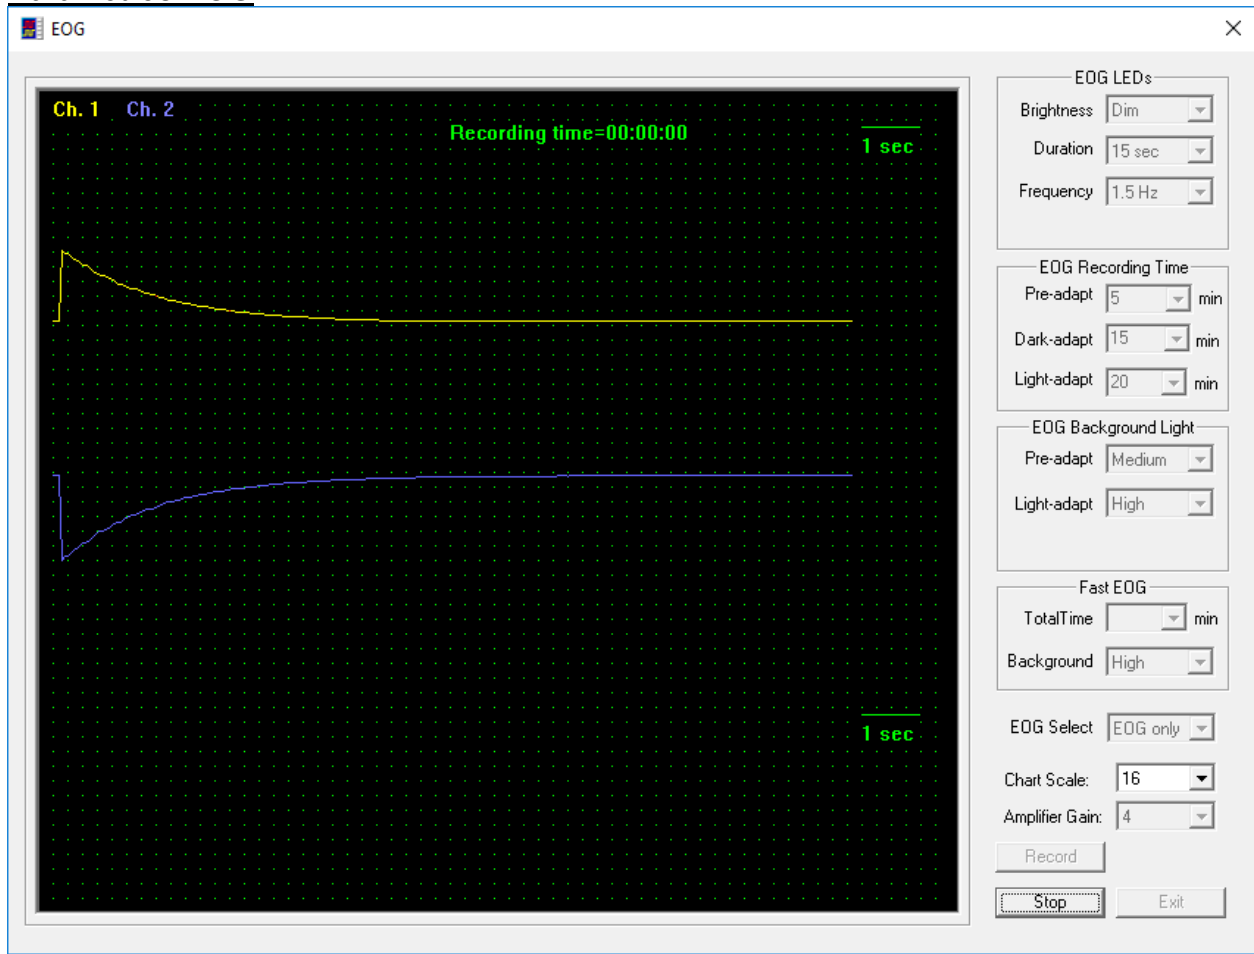 EOG
Ch. 1 Ch. 2
Recording time=00:00:00
1 sec
1 sec
EOG LEDs
Brightness Dim
Duration 15 sec
Frequency 1.5 Hz
EOG Recording Time
Pre-adapt 5 min
Dark-adapt 15 min
Light-adapt 20 min
EOG Background Light
Pre-adapt Medium
Light-adapt High
Fast EOG
TotalTime min
Background High
EOG Select EOG only
Chart Scale: 16
Amplifier Gain: 4
Record
Stop Exit